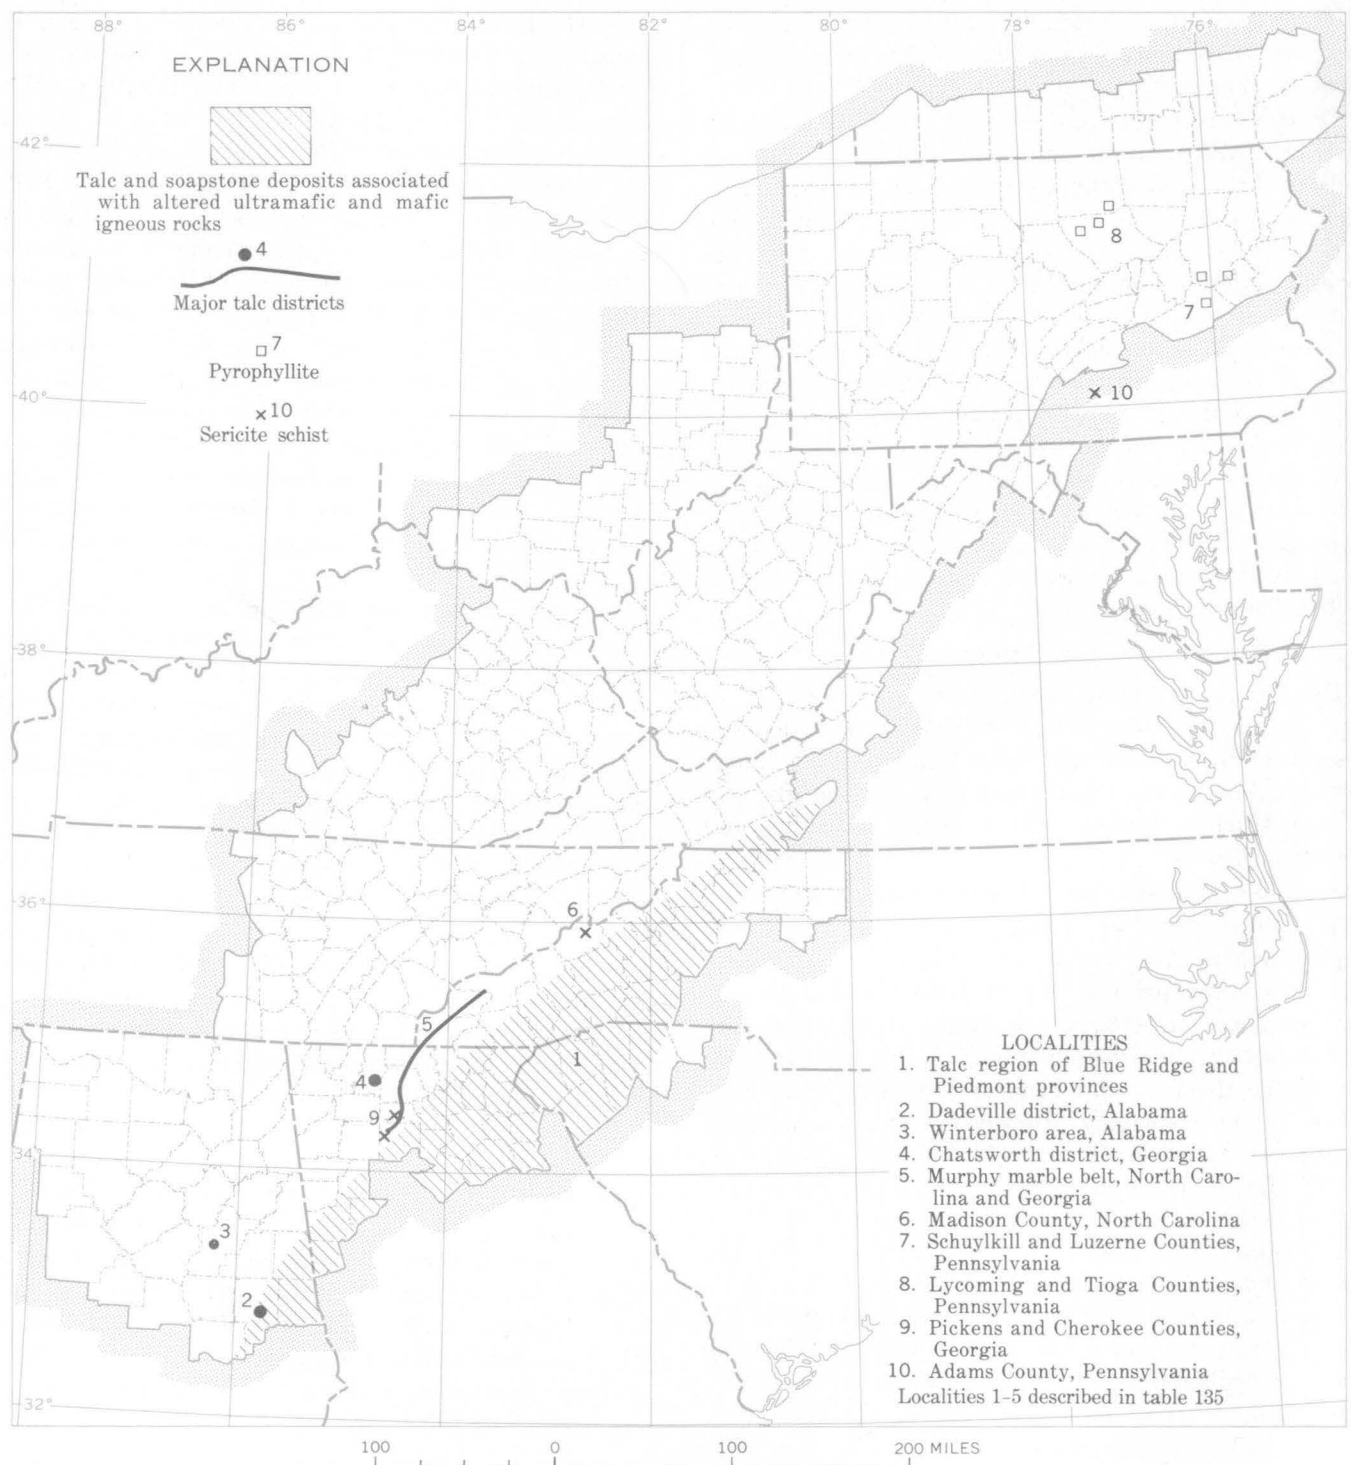 88° 86° 84° 82° 80° 78° 76°
EXPLANATION
42°
Talc and soapstone deposits associated
with altered ultramafic and mafic
igneous rocks
4
Major talc districts
7
Pyrophyllite
10
Sericite schist
8
7
10
40°
38°
36°
34°
32°
6
5
1
4
9
3
2
LOCALITIES
1. Talc region of Blue Ridge and
Piedmont provinces
2. Dadeville district, Alabama
3. Winterboro area, Alabama
4. Chatsworth district, Georgia
5. Murphy marble belt, North Caro-
lina and Georgia
6. Madison County, North Carolina
7. Schuylkill and Luzerne Counties,
Pennsylvania
8. Lycoming and Tioga Counties,
Pennsylvania
9. Pickens and Cherokee Counties,
Georgia
10. Adams County, Pennsylvania
Localities 1–5 described in table 135
100 0 100 200 MILES